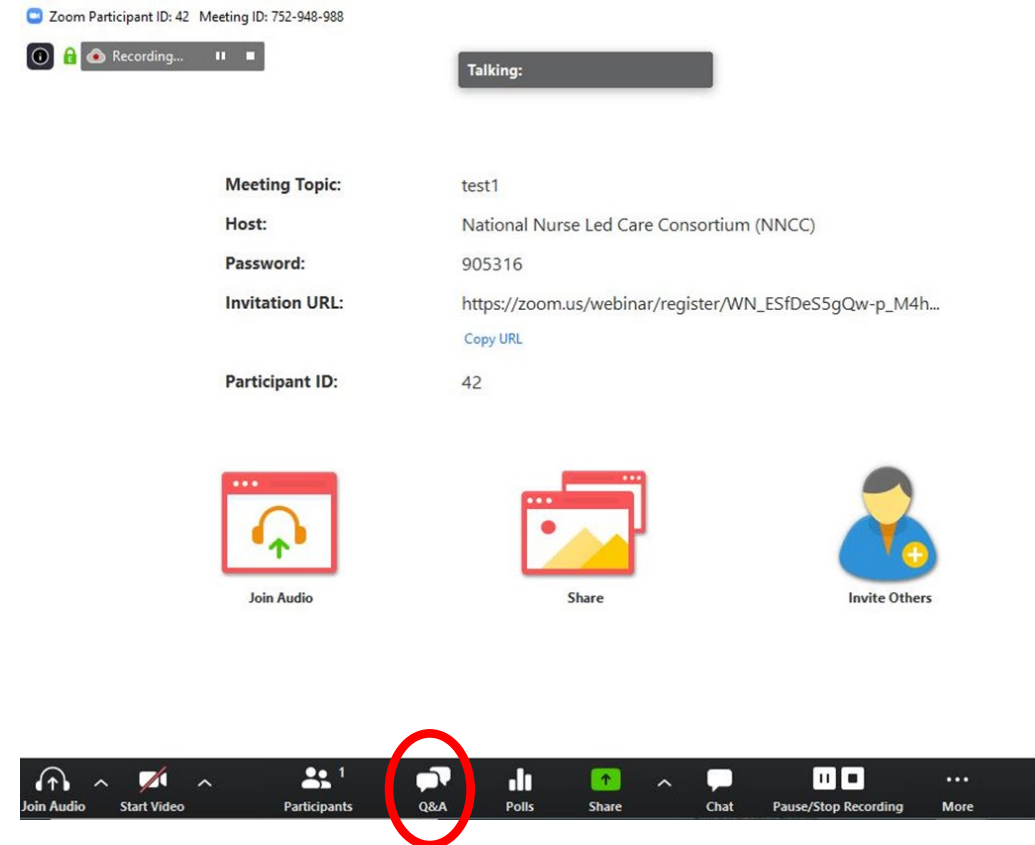 Zoom Participant ID: 42 Meeting ID: 752-948-988
Recording...
Talking:
Meeting Topic: test1
Host: National Nurse Led Care Consortium (NNCC)
Password: 905316
Invitation URL: https://zoom.us/webinar/register/WN_ESfDeS5gQw-p_M4h...
Copy URL
Participant ID: 42
Join Audio Share Invite Others
1
Join Audio Start Video Participants Q&A Polls Share Chat Pause/Stop Recording More